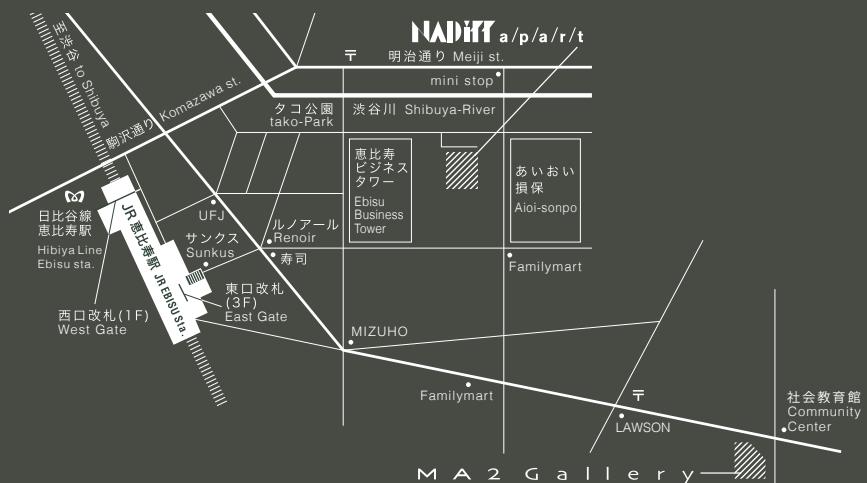 NADiff a/p/a/r/t
〒
明治通り Meiji st.
mini stop
至渋谷 to Shibuya
駒沢通り Komazawa st.
タコ公園
tako-Park
渋谷川 Shibuya-River
恵比寿
ビジネス
タワー
Ebisu
Business
Tower
あいおい
損保
Aioi-sonpo
日比谷線
恵比寿駅
Hibiya Line
Ebisu sta.
JR 恵比寿駅 JR EBISU Sta.
UFJ
サンクス
Sunkus
ルノアール
Renoir
寿司
Familymart
東口改札
(3F)
East Gate
西口改札(1F)
West Gate
MIZUHO
Familymart
〒
LAWSON
社会教育館
Community
Center
MA2 Gallery